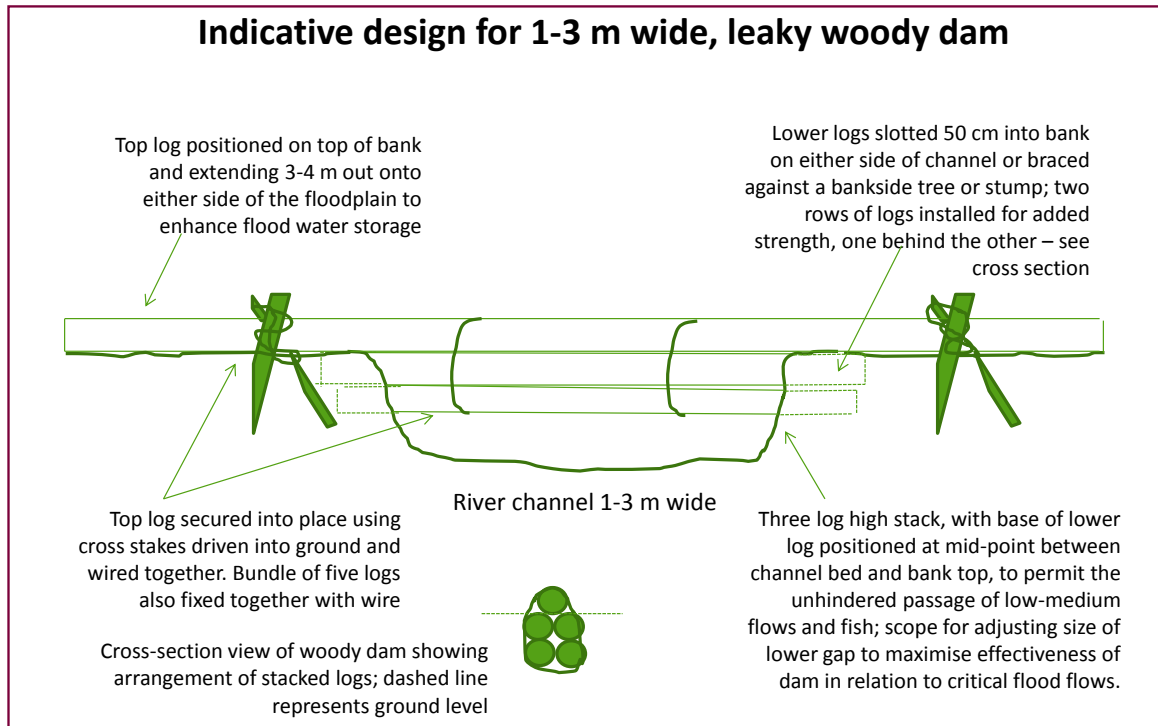 Indicative design for 1-3 m wide, leaky woody dam
Top log positioned on top of bank
and extending 3-4 m out onto
either side of the floodplain to
enhance flood water storage
Lower logs slotted 50 cm into bank
on either side of channel or braced
against a bankside tree or stump; two
rows of logs installed for added
strength, one behind the other – see
cross section
River channel 1-3 m wide
Top log secured into place using
cross stakes driven into ground and
wired together. Bundle of five logs
also fixed together with wire
Cross-section view of woody dam showing
arrangement of stacked logs; dashed line
represents ground level
Three log high stack, with base of lower
log positioned at mid-point between
channel bed and bank top, to permit the
unhindered passage of low-medium
flows and fish; scope for adjusting size of
lower gap to maximise effectiveness of
dam in relation to critical flood flows.